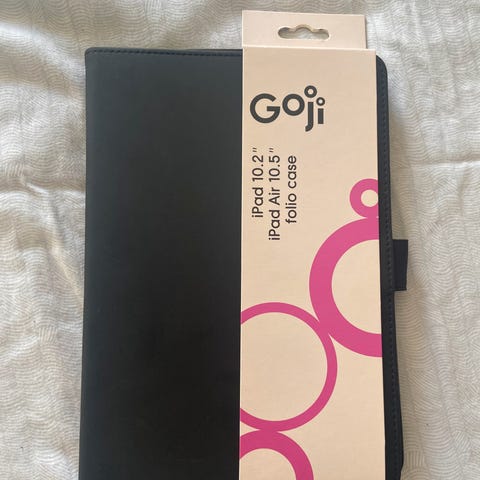 Goji
iPad 10.2"
iPad Air 10.5"
folio case